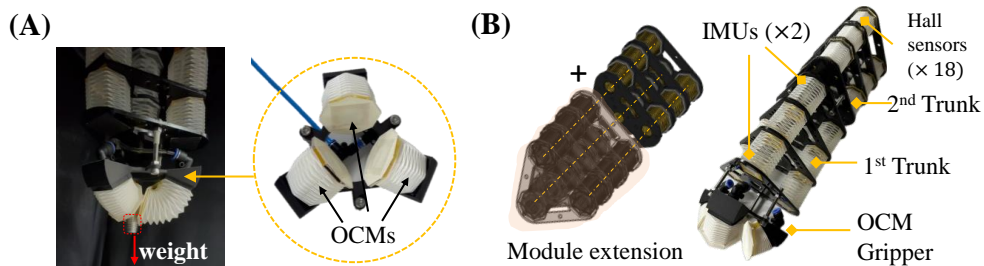 (A)
weight
OCMs
(B)
+
Module extension
IMUs (×2)
Hall
sensors
(× 18)
2nd Trunk
1st Trunk
OCM
Gripper